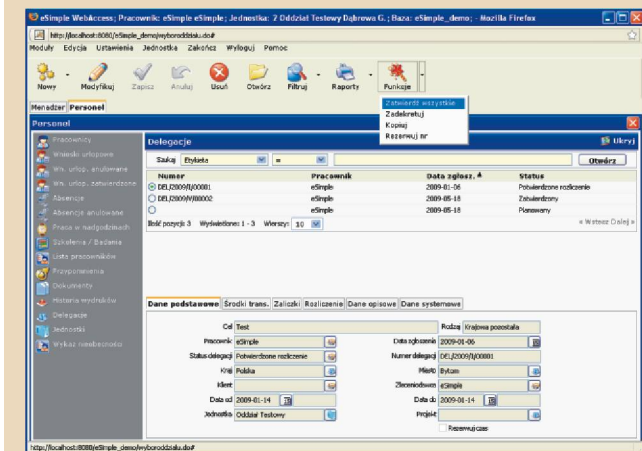 eSimple WebAccess; Pracownik: eSimple eSimple; Jednostka: 2 Oddział Testowy Dąbrowa G. ; Baza: eSimple_demo; - Mozilla Firefox
http://localhost:8080/eSimple_demo/wyboroddzialu.do#
Moduły Edycja Ustawienia Jednostka Zakończ Wyloguj Pomoc
Nowy Modyfikuj Zapisz Anuluj Usuń Otwórz Filtruj Raporty Funkcje
Zatwierdź wszystkie
Zadekretuj
Kopiuj
Rezerwuj nr
Menadżer Personel
Personel
Pracownicy
Wnioski urlopowe
Wn. urlop. anulowane
Wn. urlop. zatwierdzone
Absencje
Absencje anulowane
Praca w nadgodzinach
Szkolenia / Badania
Lista pracowników
Przypomnienia
Dokumenty
Historia wydruków
Delegacje
Jednostki
Wykaz nieobecności
Delegacje Ukryj
Szukaj Etykieta = Otwórz
Numer Pracownik Data zgłosz. Status
DEL/2009/I/00001 eSimple 2009-01-06 Potwierdzone rozliczenie
DEL/2009/V/00002 eSimple 2009-05-18 Zatwierdzony
eSimple 2009-05-18 Planowany
Ilość pozycji: 3 Wyświetlono: 1 - 3 Wierszy: 10 « Wstecz Dalej »
Dane podstawowe Środki trans. Zaliczki Rozliczenie Dane opisowe Dane systemowe
Cel Test Rodzaj Krajowa pozostała
Pracownik eSimple Data zgłoszenia 2009-01-06
Status delegacji Potwierdzone rozliczenie Numer delegacji DEL/2009/I/00001
Kraj Polska Miasto Bytom
Klient Zleceniodawca eSimple
Data od 2009-01-14 Data do 2009-01-14
Jednostka Oddział Testowy Projekt
Rezerwuj czas
http://localhost:8080/eSimple_demo/wyboroddzialu.do#